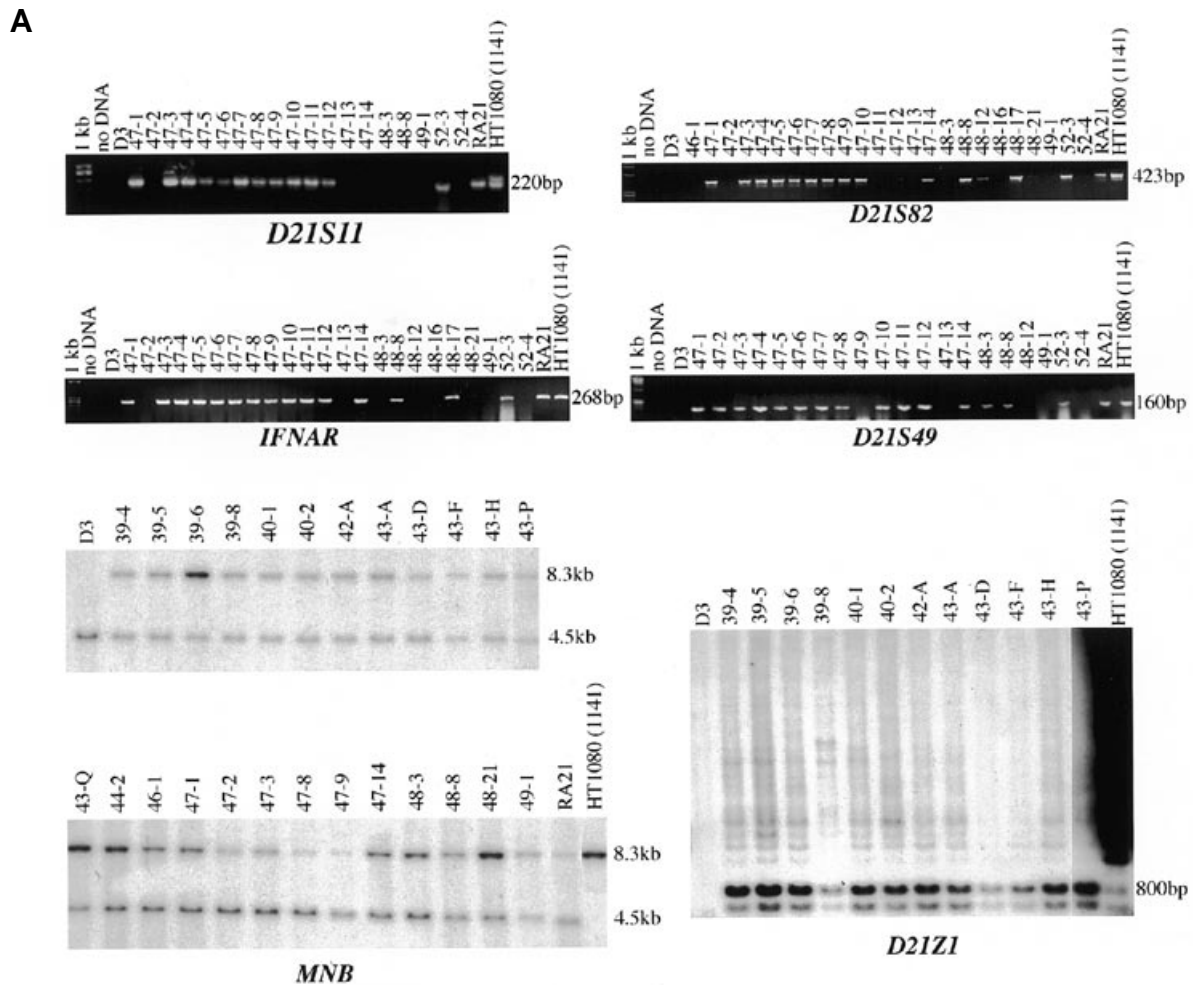 A
1 kb no DNA D3 47-1 47-2 47-3 47-4 47-5 47-6 47-7 47-8 47-9 47-10 47-11 47-12 47-13 47-14 48-3 48-8 49-1 52-3 52-4 RA21 HT1080 (1141)
220bp
D21S11
1 kb no DNA D3 46-1 47-1 47-2 47-3 47-4 47-5 47-6 47-7 47-8 47-9 47-10 47-11 47-12 47-13 47-14 48-3 48-8 48-12 48-16 48-17 48-21 49-1 52-3 52-4 RA21 HT1080 (1141)
423bp
D21S82
1 kb no DNA D3 47-1 47-2 47-3 47-4 47-5 47-6 47-7 47-8 47-9 47-10 47-11 47-12 47-13 47-14 48-3 48-8 48-12 48-16 48-17 48-21 49-1 52-3 52-4 RA21 HT1080 (1141)
268bp
IFNAR
1 kb no DNA D3 47-1 47-2 47-3 47-4 47-5 47-6 47-7 47-8 47-9 47-10 47-11 47-12 47-13 47-14 48-3 48-8 48-12 49-1 52-3 52-4 RA21 HT1080 (1141)
160bp
D21S49
D3 39-4 39-5 39-6 39-8 40-1 40-2 42-A 43-A 43-D 43-F 43-H 43-P
8.3kb
4.5kb
43-Q 44-2 46-1 47-1 47-2 47-3 47-8 47-9 47-14 48-3 48-8 48-21 49-1 RA21 HT1080 (1141)
8.3kb
4.5kb
MNB
D3 39-4 39-5 39-6 39-8 40-1 40-2 42-A 43-A 43-D 43-F 43-H 43-P HT1080 (1141)
800bp
D21Z1